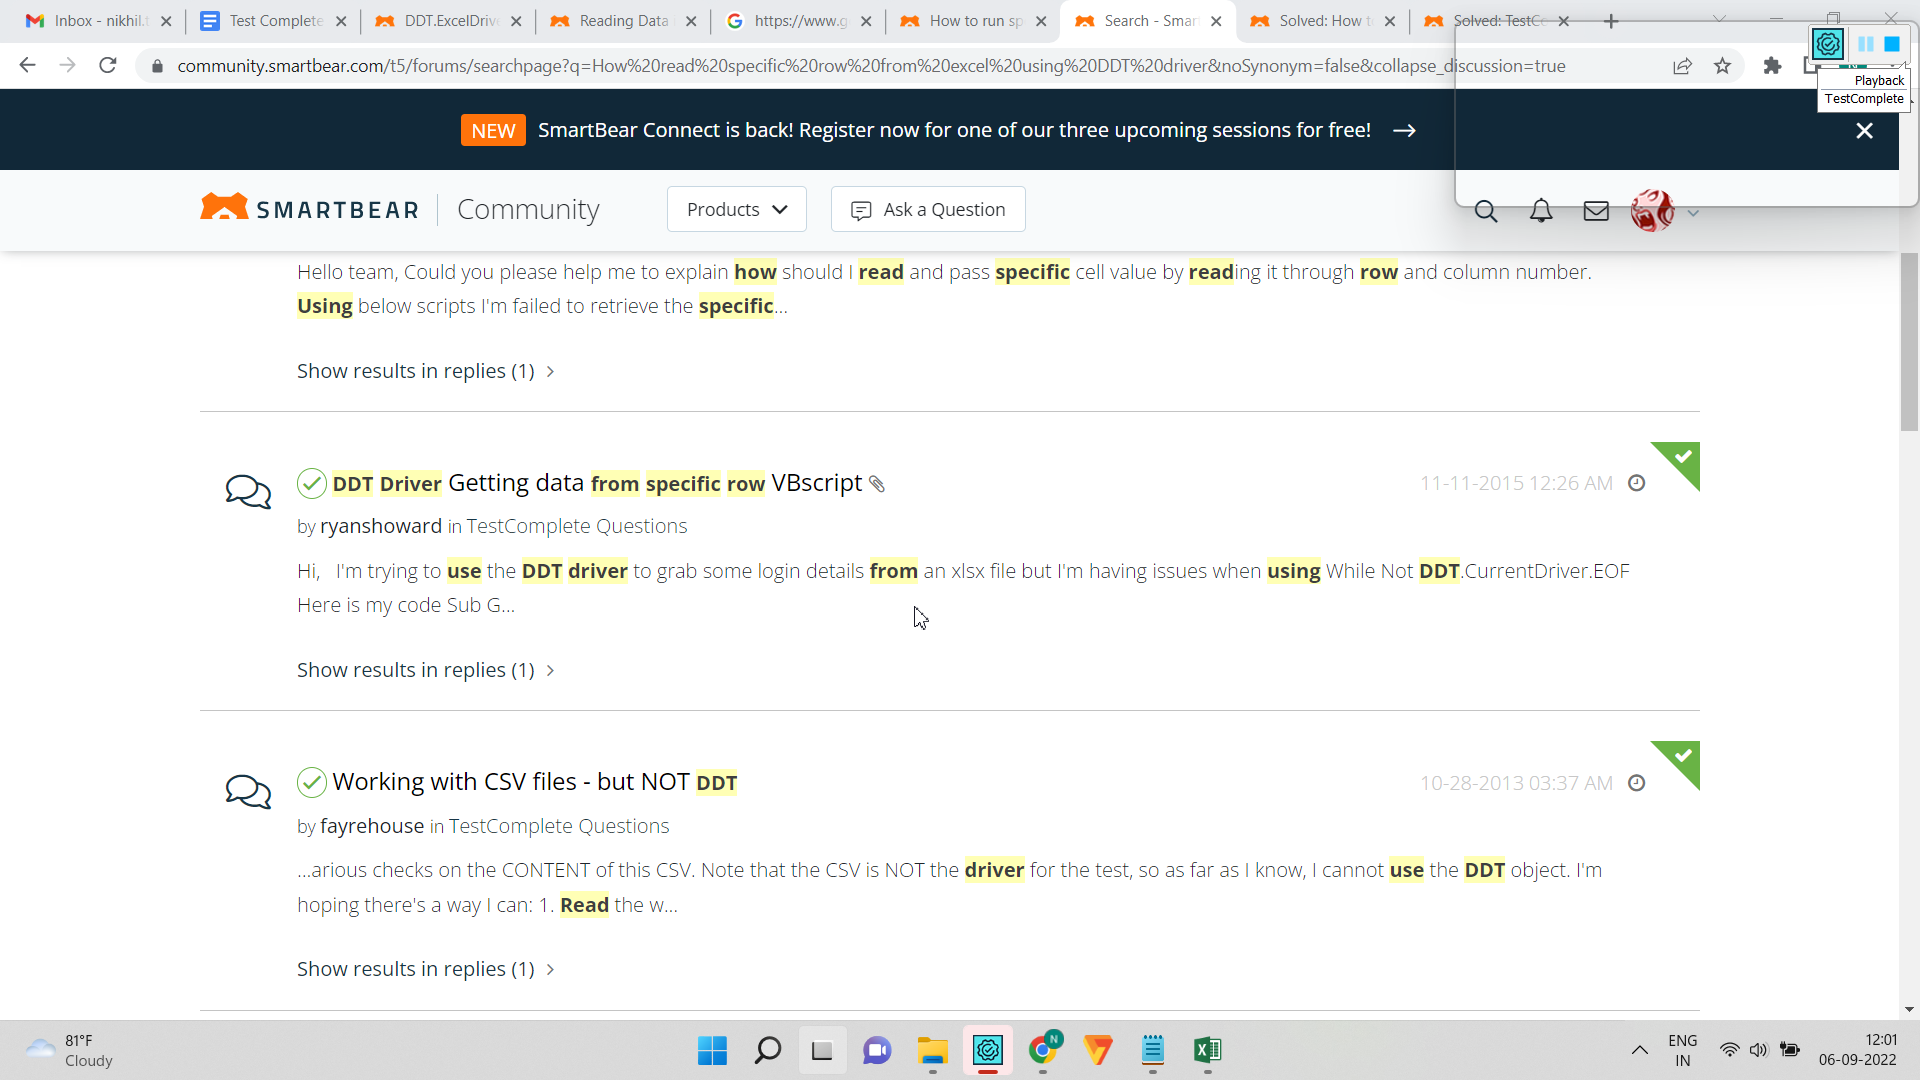 Inbox - nikhil.t
Test Complete
DDT.ExcelDrive
Reading Data
https://www.g
How to run sp
Search - Smar
Solved: How t
Solved: TestCo
community.smartbear.com/t5/forums/searchpage?q=How%20read%20specific%20row%20from%20excel%20using%20DDT%20driver&noSynonym=false&collapse_discussion=true
Playback
TestComplete
NEW SmartBear Connect is back! Register now for one of our three upcoming sessions for free!
SMARTBEAR Community Products Ask a Question
Hello team, Could you please help me to explain how should I read and pass specific cell value by reading it through row and column number.
Using below scripts I'm failed to retrieve the specific...
Show results in replies (1)
DDT Driver Getting data from specific row VBscript
11-11-2015 12:26 AM
by ryanshoward in TestComplete Questions
Hi, I'm trying to use the DDT driver to grab some login details from an xlsx file but I'm having issues when using While Not DDT.CurrentDriver.EOF
Here is my code Sub G...
Show results in replies (1)
Working with CSV files - but NOT DDT
10-28-2013 03:37 AM
by fayrehouse in TestComplete Questions
...arious checks on the CONTENT of this CSV. Note that the CSV is NOT the driver for the test, so as far as I know, I cannot use the DDT object. I'm
hoping there's a way I can: 1. Read the w...
Show results in replies (1)
81°F
Cloudy
N
ENG
IN
12:01
06-09-2022